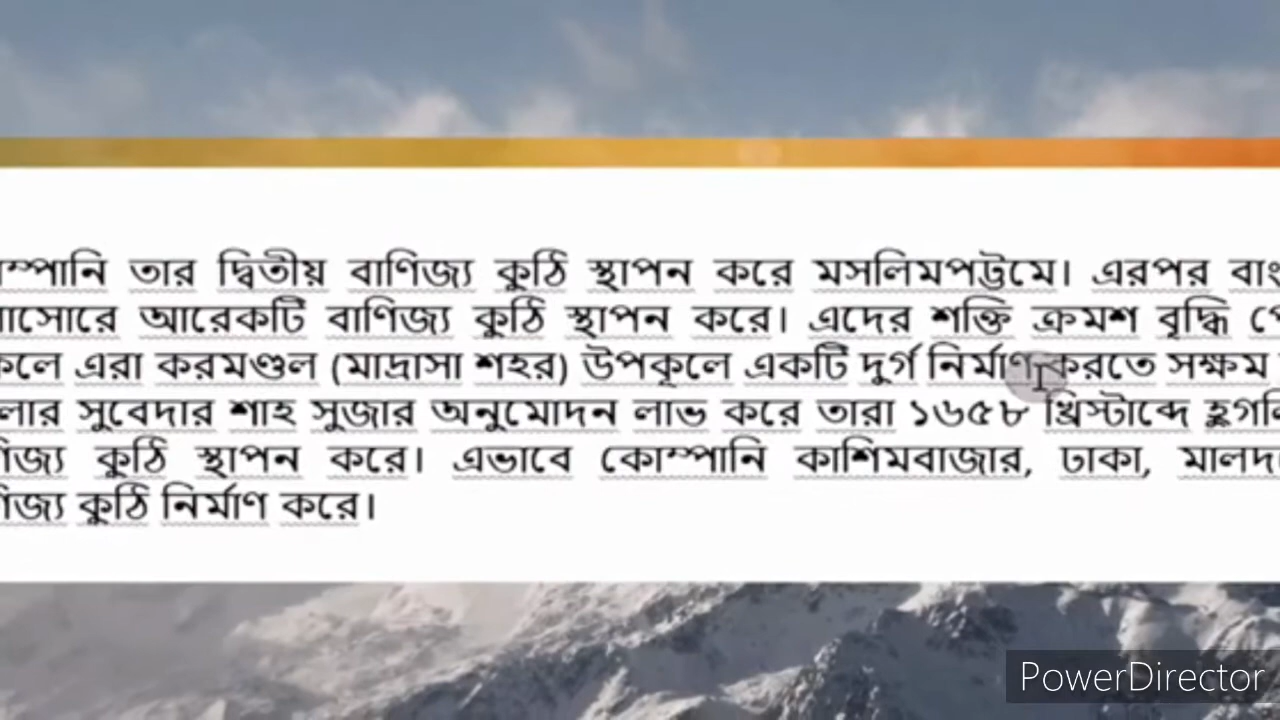 ম্পানি তার দ্বিতীয় বাণিজ্য কুঠি স্থাপন করে মসলিমপট্টমে। এরপর বাং
াসোরে আরেকটি বাণিজ্য কুঠি স্থাপন করে। এদের শক্তি ক্রমশ বৃদ্ধি পে
কলে এরা করমণ্ডল (মাদ্রাসা শহর) উপকূলে একটি দুর্গ নির্মাণ করতে সক্ষম
লার সুবেদার শাহ সুজার অনুমোদন লাভ করে তারা ১৬৫৮ খ্রিস্টাব্দে হুগলি
ণিজ্য কুঠি স্থাপন করে। এভাবে কোম্পানি কাশিমবাজার, ঢাকা, মালদ
ণিজ্য কুঠি নির্মাণ করে।
PowerDirector